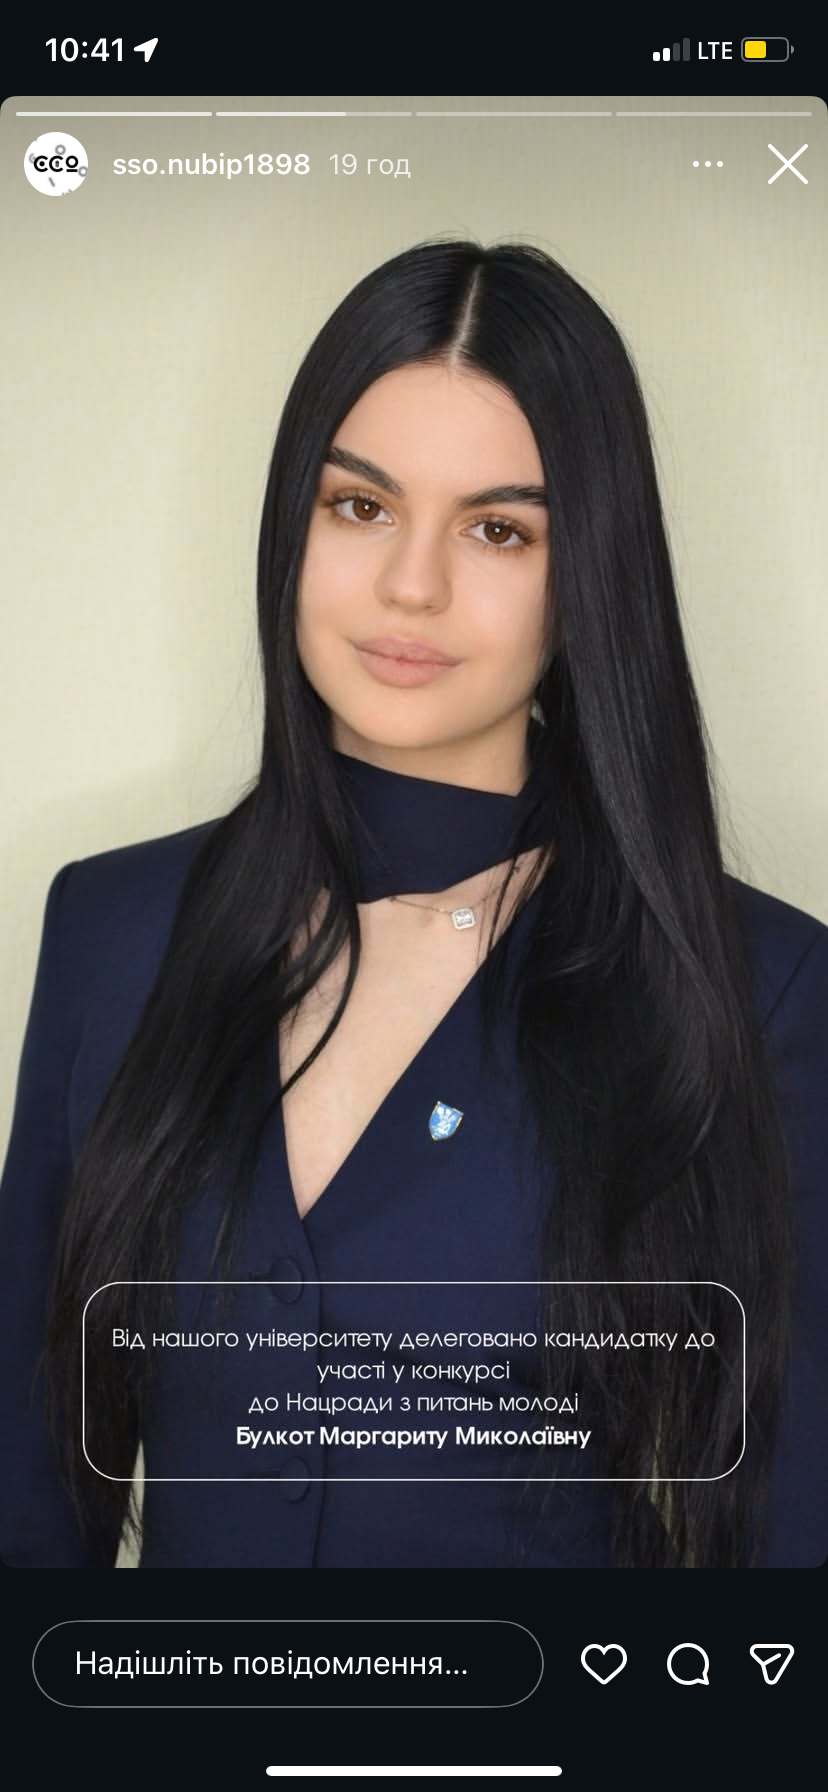 10:41
LTE
ссо
sso.nubip1898 19 год
Від нашого університету делеговано кандидатку до
участі у конкурсі
до Нацради з питань молоді
Булкот Маргариту Миколаївну
Надішліть повідомлення...